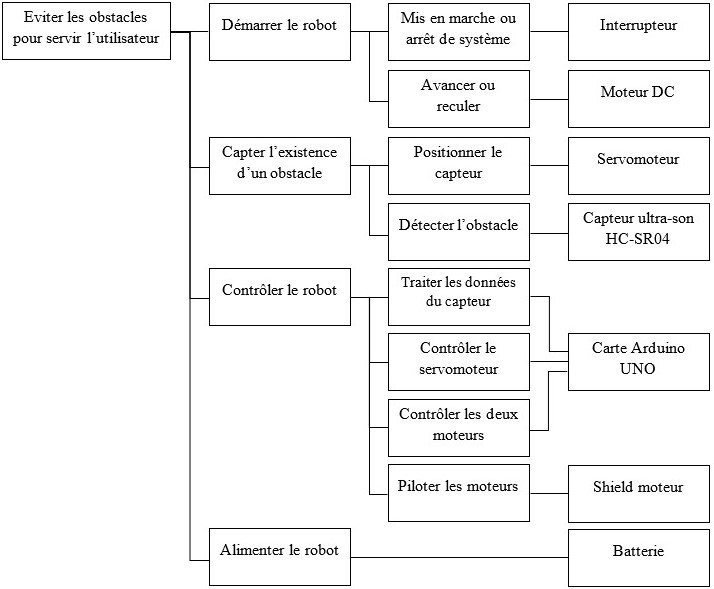 Eviter les obstacles
pour servir l'utilisateur
Démarrer le robot
Mis en marche ou
arrêt de système
Interrupteur
Avancer ou
reculer
Moteur DC
Capter l'existence
d'un obstacle
Positionner le
capteur
Servomoteur
Détecter l'obstacle
Capteur ultra-son
HC-SR04
Contrôler le robot
Traiter les données
du capteur
Contrôler le
servomoteur
Carte Arduino
UNO
Contrôler les deux
moteurs
Piloter les moteurs
Shield moteur
Alimenter le robot
Batterie